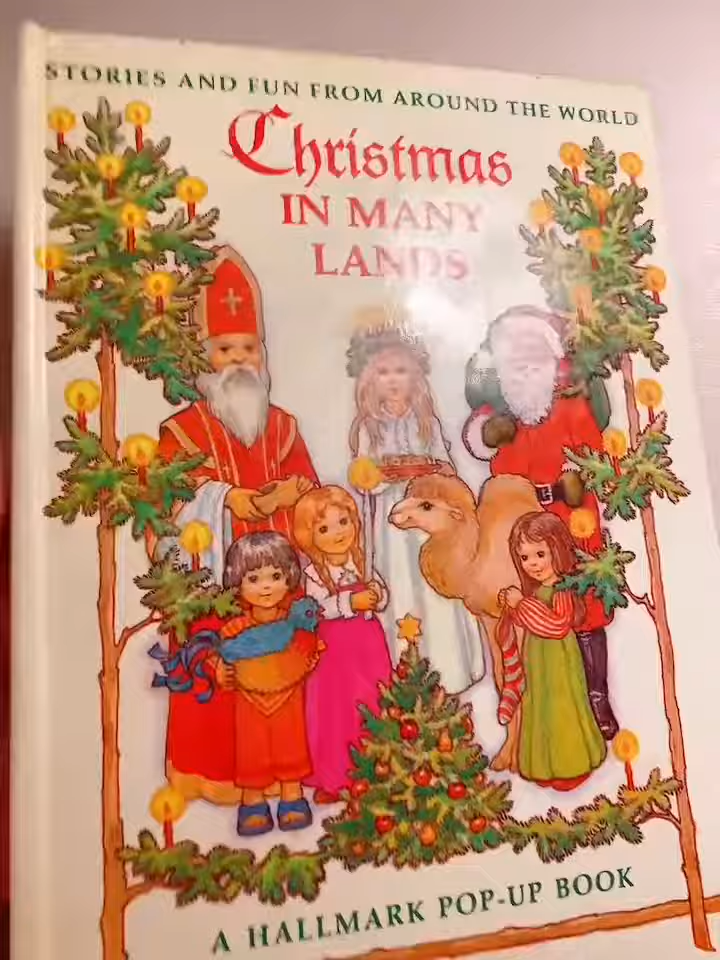 STORIES AND FUN FROM AROUND THE WORLD
Christmas
IN MANY
LANDS
A HALLMARK POP-UP BOOK